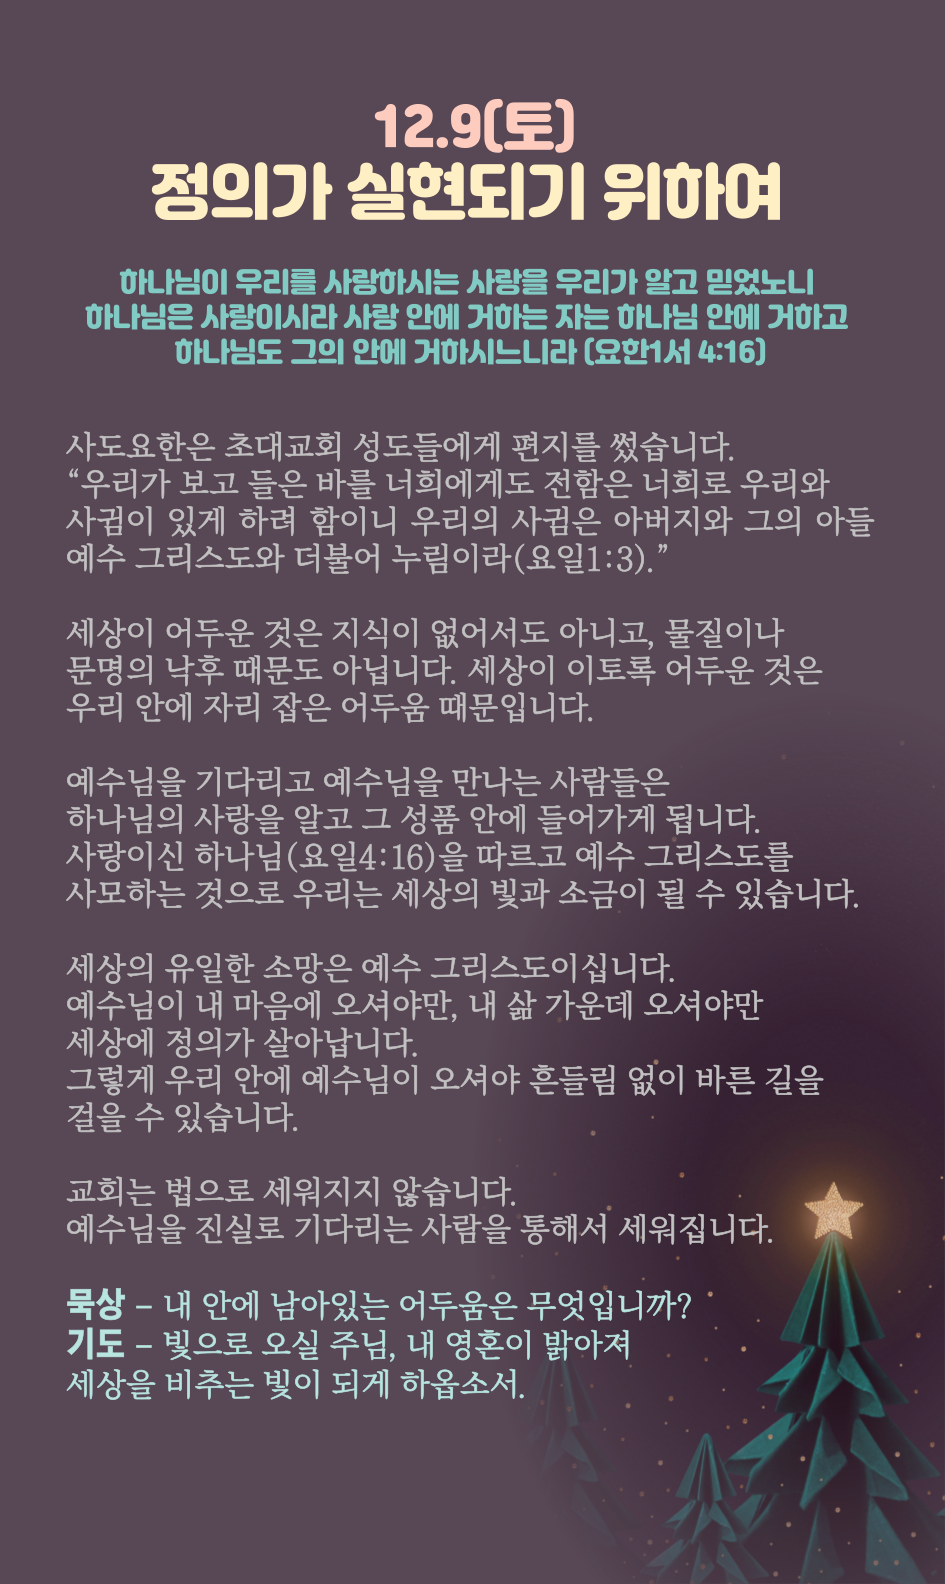 12.9(토)
정의가 실현되기 위하여
하나님이 우리를 사랑하시는 사랑을 우리가 알고 믿었노니
하나님은 사랑이시라 사랑 안에 거하는 자는 하나님 안에 거하고
하나님도 그의 안에 거하시느니라 (요한1서 4:16)
사도요한은 초대교회 성도들에게 편지를 썼습니다.
“우리가 보고 들은 바를 너희에게도 전함은 너희로 우리와
사귐이 있게 하려 함이니 우리의 사귐은 아버지와 그의 아들
예수 그리스도와 더불어 누림이라(요일1:3).”
세상이 어두운 것은 지식이 없어서도 아니고, 물질이나
문명의 낙후 때문도 아닙니다. 세상이 이토록 어두운 것은
우리 안에 자리 잡은 어두움 때문입니다.
예수님을 기다리고 예수님을 만나는 사람들은
하나님의 사랑을 알고 그 성품 안에 들어가게 됩니다.
사랑이신 하나님(요일4:16)을 따르고 예수 그리스도를
사모하는 것으로 우리는 세상의 빛과 소금이 될 수 있습니다.
세상의 유일한 소망은 예수 그리스도이십니다.
예수님이 내 마음에 오셔야만, 내 삶 가운데 오셔야만
세상에 정의가 살아납니다.
그렇게 우리 안에 예수님이 오셔야 흔들림 없이 바른 길을
걸을 수 있습니다.
교회는 법으로 세워지지 않습니다.
예수님을 진실로 기다리는 사람을 통해서 세워집니다.
묵상 – 내 안에 남아있는 어두움은 무엇입니까?
기도 – 빛으로 오실 주님, 내 영혼이 밝아져
세상을 비추는 빛이 되게 하옵소서.